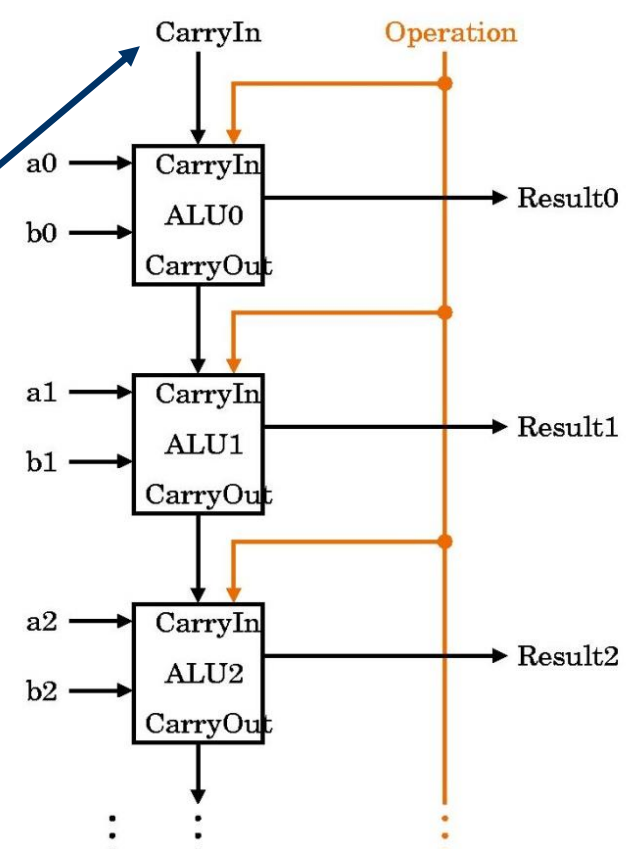 CarryIn Operation
a0 CarryIn
ALU0 Result0
b0
CarryOut
a1 CarryIn
ALU1 Result1
b1
CarryOut
a2 CarryIn
ALU2 Result2
b2
CarryOut